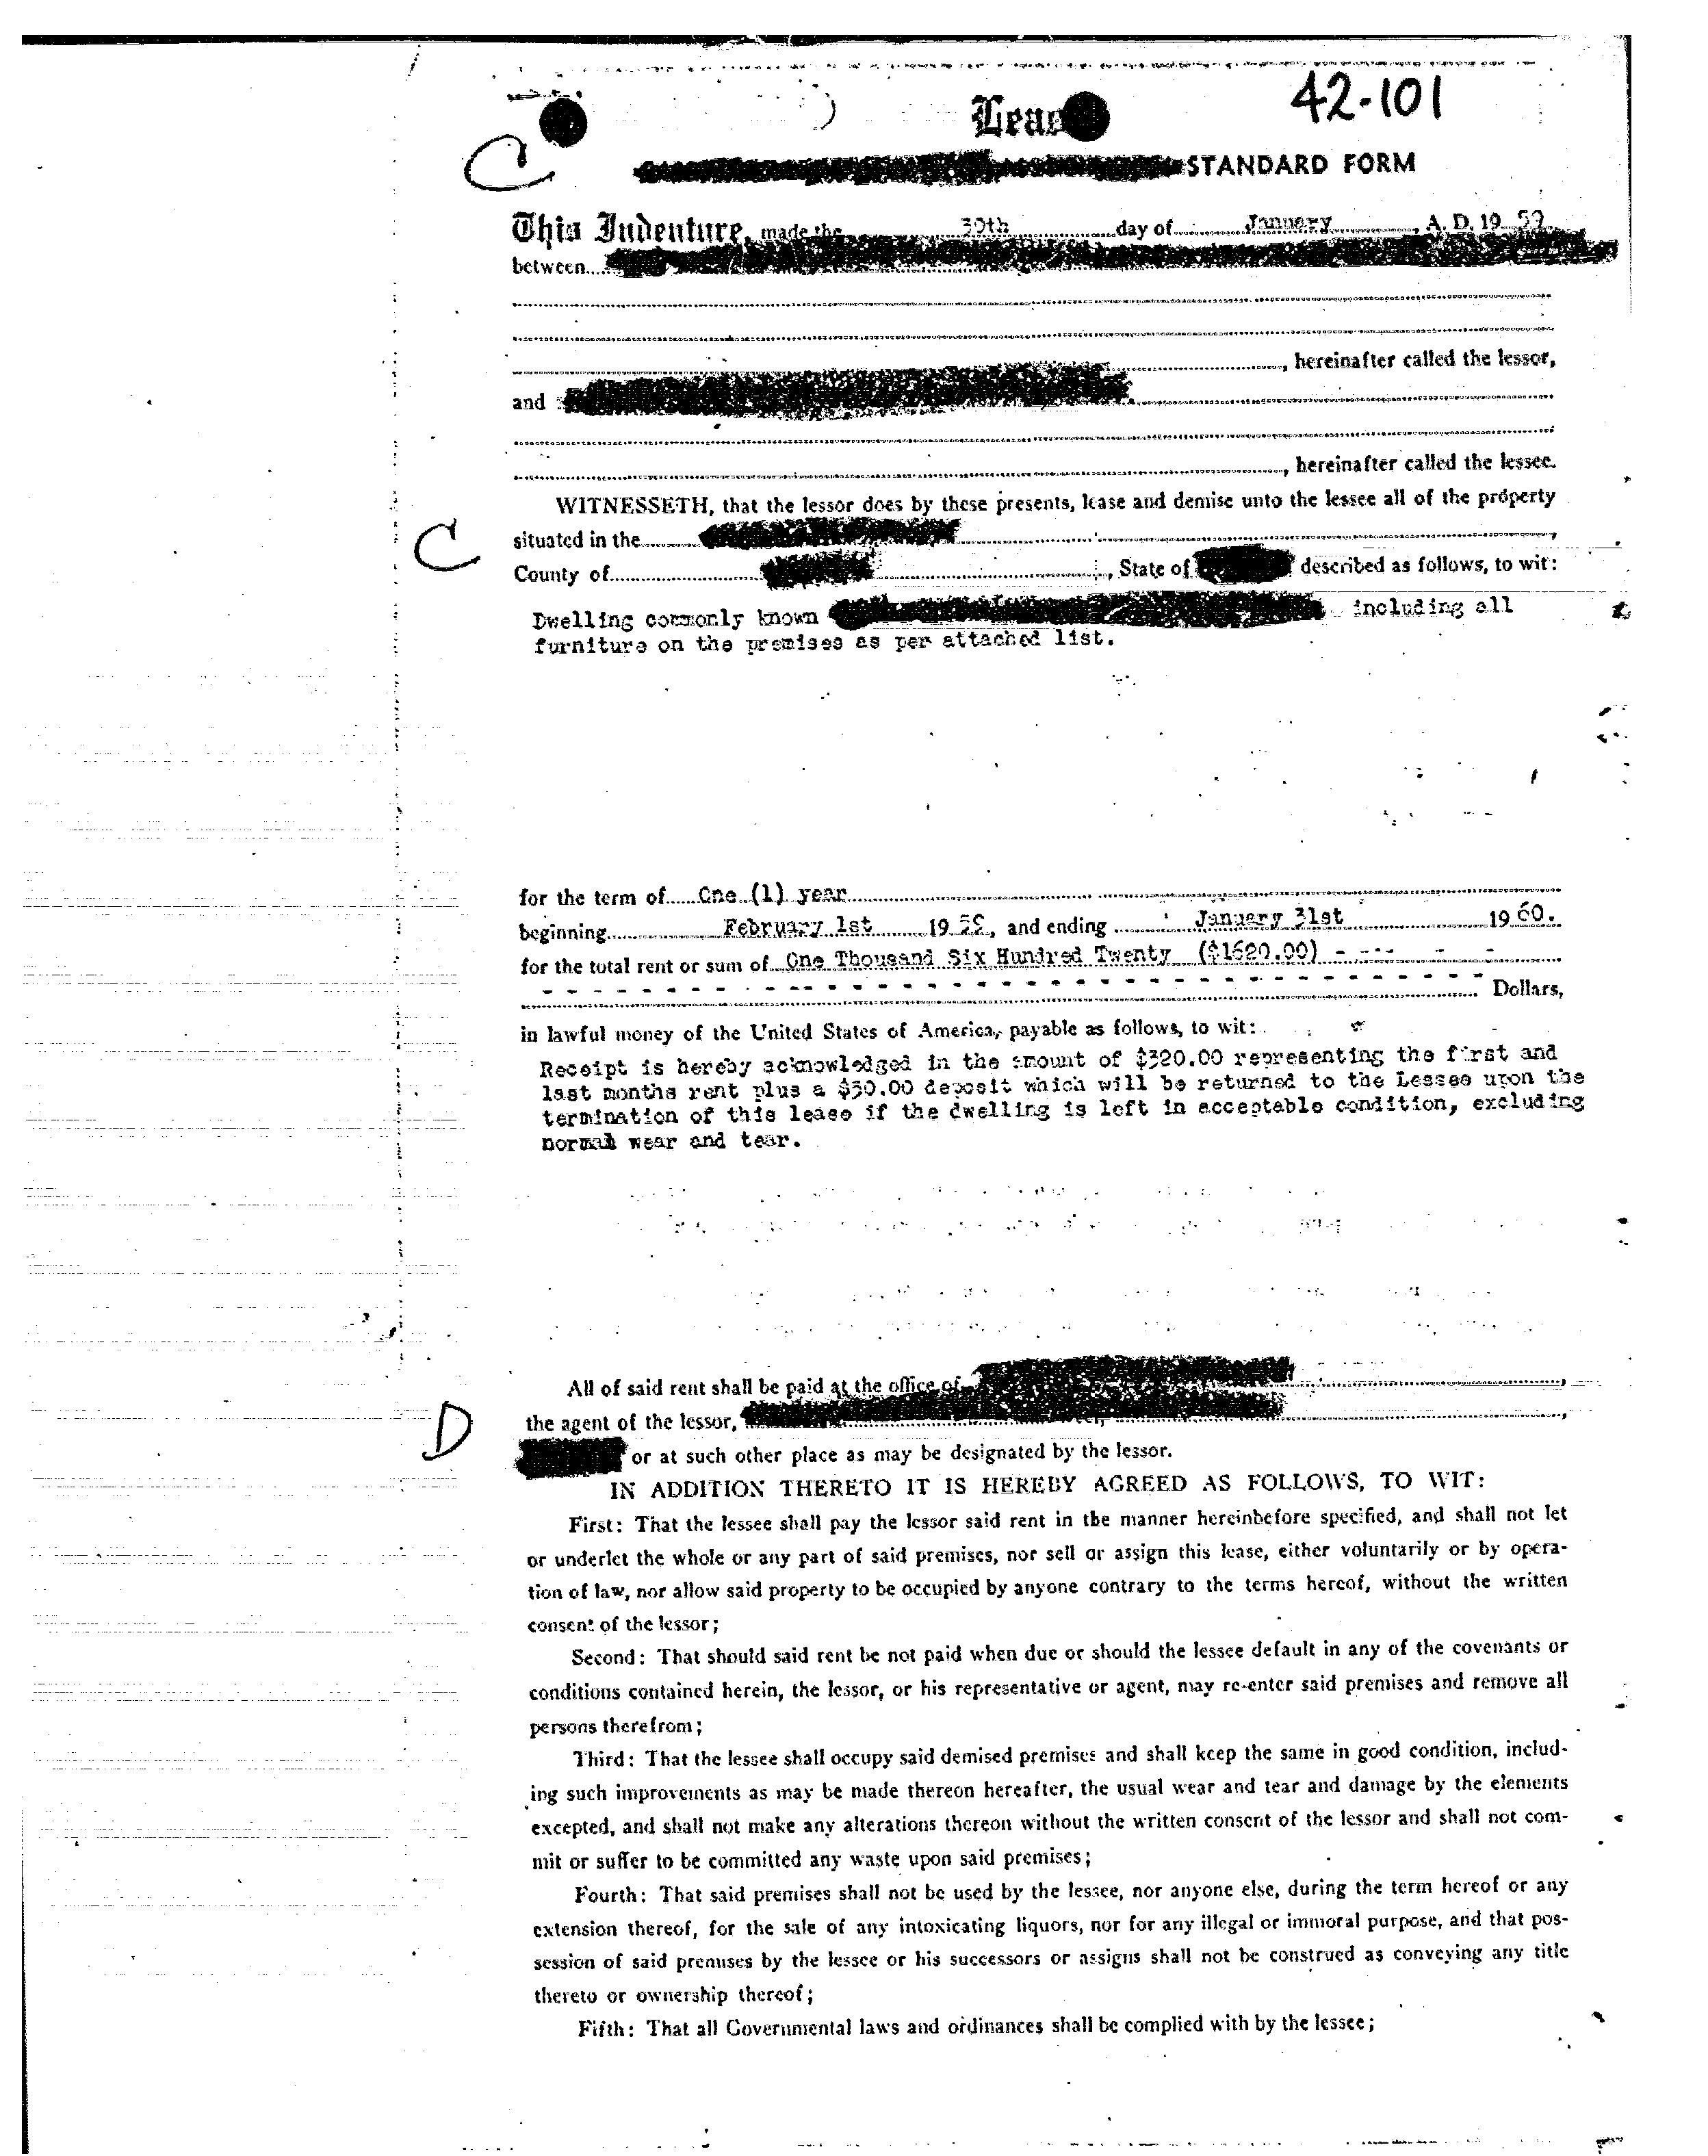 42-101
C
STANDARD FORM
This Indenture, made the 30th day of January, A. D. 19 59
between
, hereinafter called the lessor,
and
, hereinafter called the lessee.
WITNESSETH, that the lessor does by these presents, lease and demise unto the lessee all of the property
situated in the
C
County of , State of described as follows, to wit:
Dwelling commonly known including all
furniture on the premises as per attached list.
for the term of One (1) year
beginning February 1st 19 59, and ending January 31st 19 60.
for the total rent or sum of One Thousand Six Hundred Twenty ($1620.00) - - - - - -
Dollars,
in lawful money of the United States of America, payable as follows, to wit:
Receipt is hereby acknowledged in the amount of $320.00 representing the first and
last months rent plus a $50.00 deposit which will be returned to the Lessee upon the
termination of this lease if the dwelling is left in acceptable condition, excluding
normal wear and tear.
All of said rent shall be paid at the office of
D
the agent of the lessor,
or at such other place as may be designated by the lessor.
IN ADDITION THERETO IT IS HEREBY AGREED AS FOLLOWS, TO WIT:
First: That the lessee shall pay the lessor said rent in the manner hereinbefore specified, and shall not let
or underlet the whole or any part of said premises, nor sell or assign this lease, either voluntarily or by opera-
tion of law, nor allow said property to be occupied by anyone contrary to the terms hereof, without the written
consent of the lessor;
Second: That should said rent be not paid when due or should the lessee default in any of the covenants or
conditions contained herein, the lessor, or his representative or agent, may re-enter said premises and remove all
persons therefrom;
Third: That the lessee shall occupy said demised premises and shall keep the same in good condition, includ-
ing such improvements as may be made thereon hereafter, the usual wear and tear and damage by the elements
excepted, and shall not make any alterations thereon without the written consent of the lessor and shall not com-
mit or suffer to be committed any waste upon said premises;
Fourth: That said premises shall not be used by the lessee, nor anyone else, during the term hereof or any
extension thereof, for the sale of any intoxicating liquors, nor for any illegal or immoral purpose, and that pos-
session of said premises by the lessee or his successors or assigns shall not be construed as conveying any title
thereto or ownership thereof;
Fifth: That all Governmental laws and ordinances shall be complied with by the lessee;